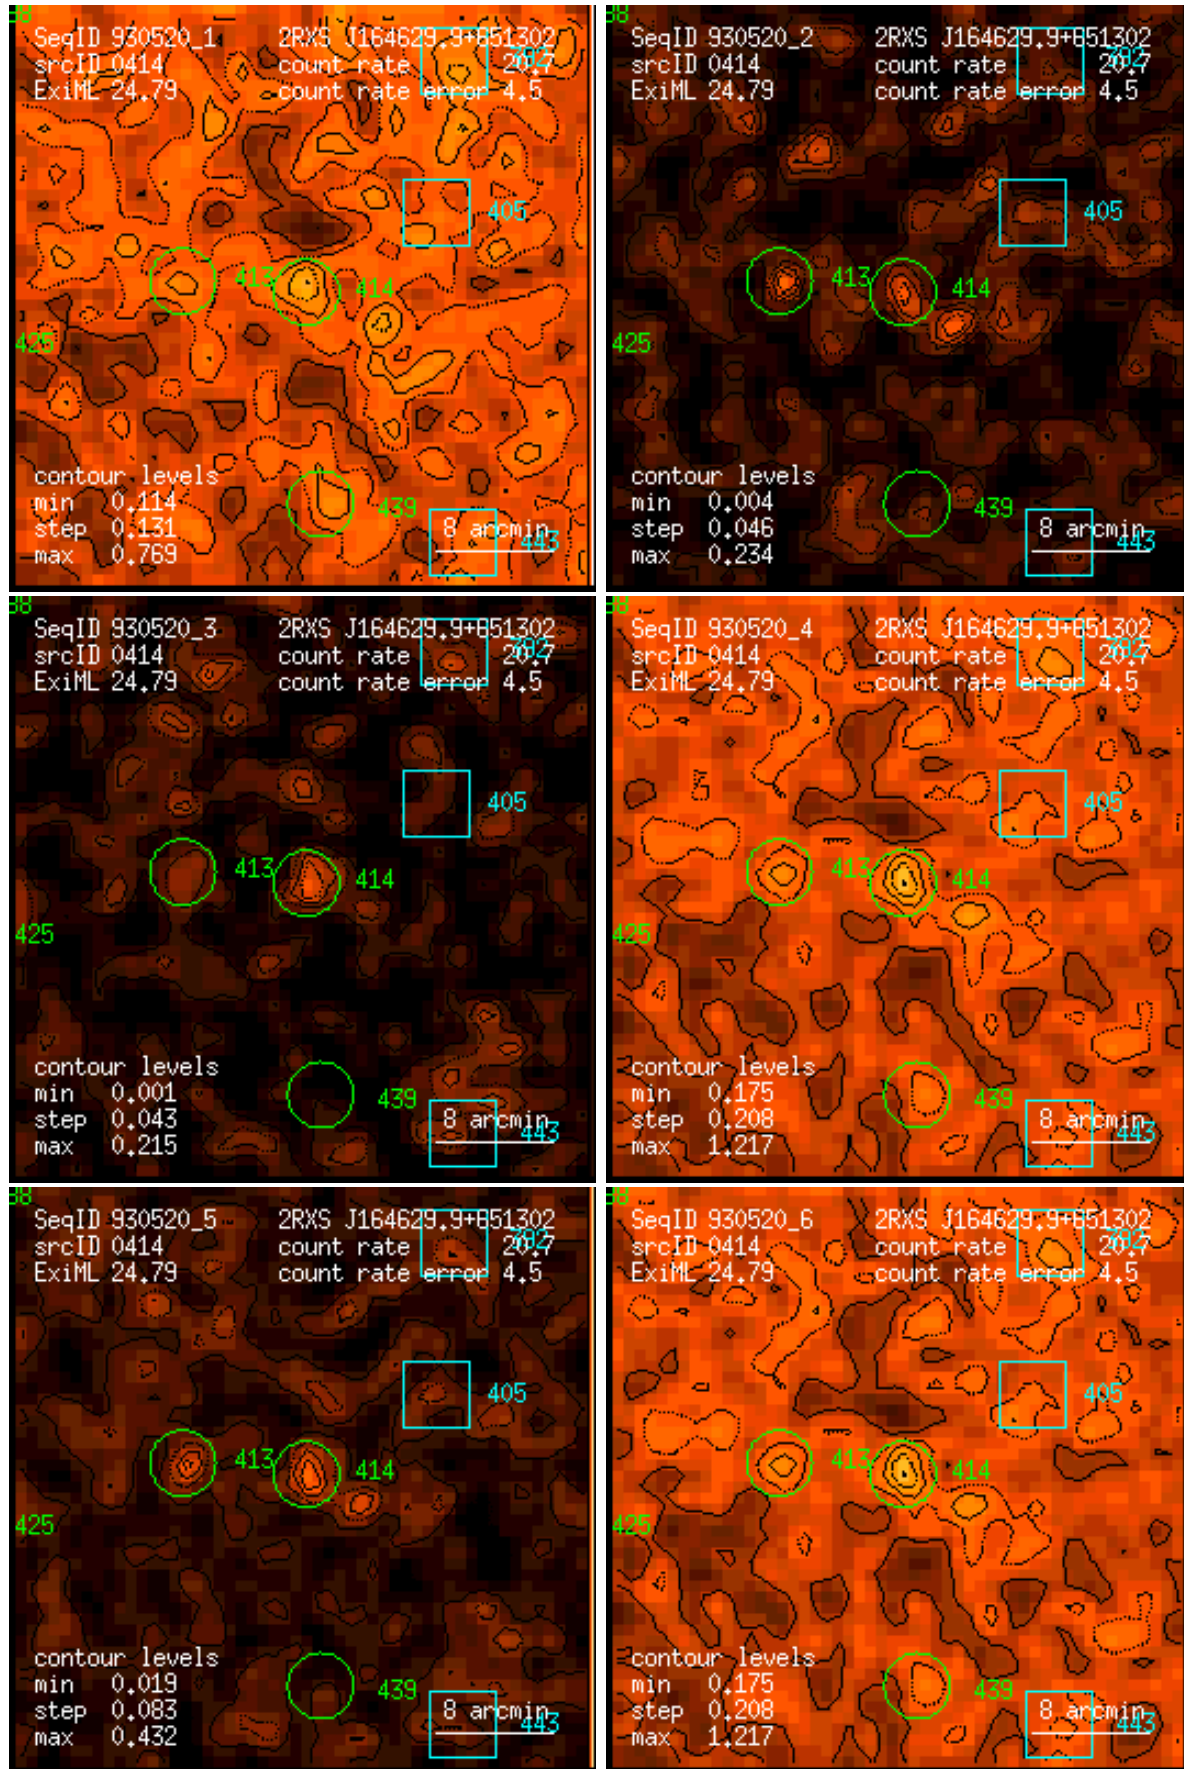 38
SeqID 930520_1 2RXS J164629.9+851302
srcID 0414 count rate 20.7
392
ExiML 24.79 count rate error 4.5
405
413 414
425
contour levels
min 0.114 439
step 0.131 8 arcmin
443
max 0.769
38
SeqID 930520_2 2RXS J164629.9+851302
srcID 0414 count rate 20.7
392
ExiML 24.79 count rate error 4.5
405
413 414
425
contour levels
min 0.004 439
step 0.046 8 arcmin
443
max 0.234
38
SeqID 930520_3 2RXS J164629.9+851302
srcID 0414 count rate 20.7
392
ExiML 24.79 count rate error 4.5
405
413 414
425
contour levels
min 0.001 439
step 0.043 8 arcmin
443
max 0.215
38
SeqID 930520_4 2RXS J164629.9+851302
srcID 0414 count rate 20.7
392
ExiML 24.79 count rate error 4.5
405
413 414
425
contour levels
min 0.175 439
step 0.208 8 arcmin
443
max 1.217
38
SeqID 930520_5 2RXS J164629.9+851302
srcID 0414 count rate 20.7
392
ExiML 24.79 count rate error 4.5
405
413 414
425
contour levels
min 0.019 439
step 0.083 8 arcmin
443
max 0.432
38
SeqID 930520_6 2RXS J164629.9+851302
srcID 0414 count rate 20.7
392
ExiML 24.79 count rate error 4.5
405
413 414
425
contour levels
min 0.175 439
step 0.208 8 arcmin
443
max 1.217